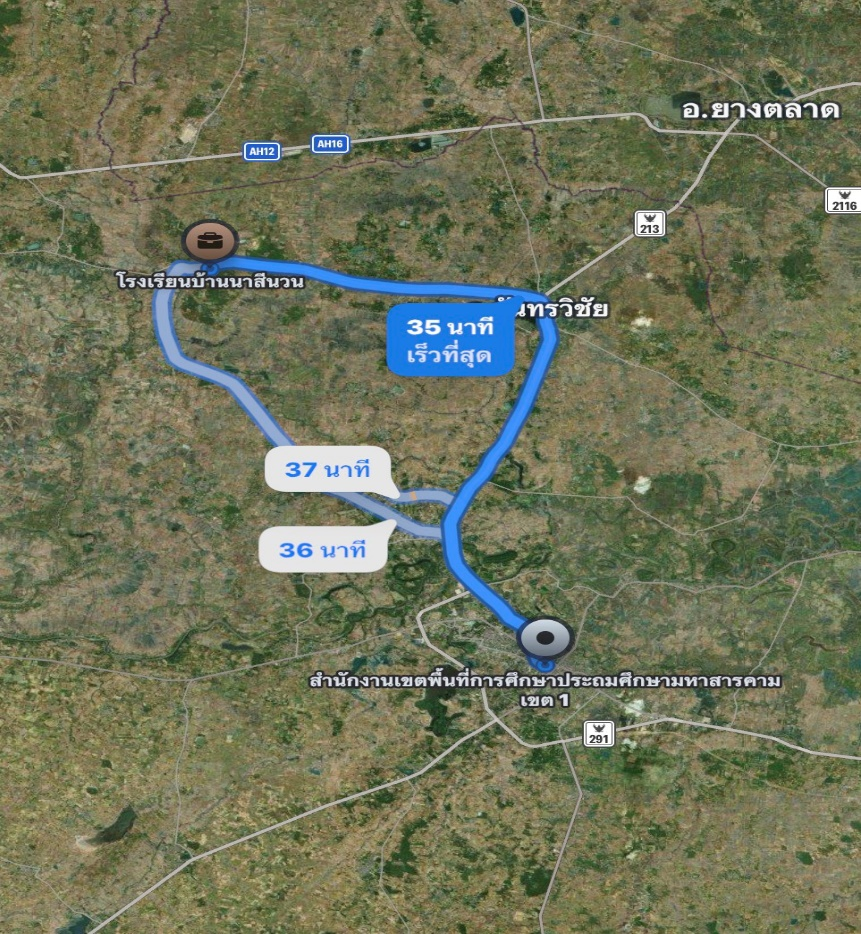 อ.ยางตลาด
AH16
AH12
2116
213
โรงเรียนบ้านนาสีนวน
35 นาที
เร็วที่สุด
37 นาที
36 นาที
สำนักงานเขตพื้นที่การศึกษาประถมศึกษามหาสารคาม
เขต 1
291